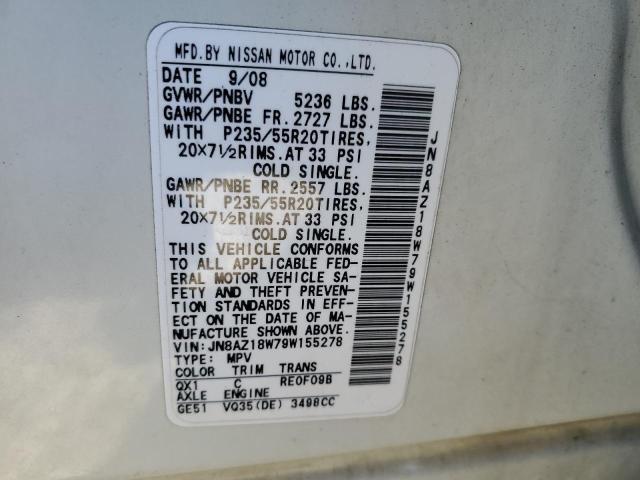 MFD.BY NISSAN MOTOR CO.,LTD.
DATE 9/08
GVWR/PNBV 5236 LBS.
GAWR/PNBE FR. 2727 LBS.
WITH P235/55R20TIRES,
20X7½RIMS.AT 33 PSI
COLD SINGLE.
GAWR/PNBE RR. 2557 LBS.
WITH P235/55R20TIRES,
20X7½RIMS.AT 33 PSI
COLD SINGLE.
THIS VEHICLE CONFORMS
TO ALL APPLICABLE FED-
ERAL MOTOR VEHICLE SA-
FETY AND THEFT PREVEN-
TION STANDARDS IN EFF-
ECT ON THE DATE OF MA-
NUFACTURE SHOWN ABOVE.
VIN: JN8AZ18W79W155278
TYPE: MPV
COLOR TRIM TRANS
QX1 C RE0F09B
AXLE ENGINE
GE51 VQ35(DE) 3498CC
JN8AZ18W79W155278